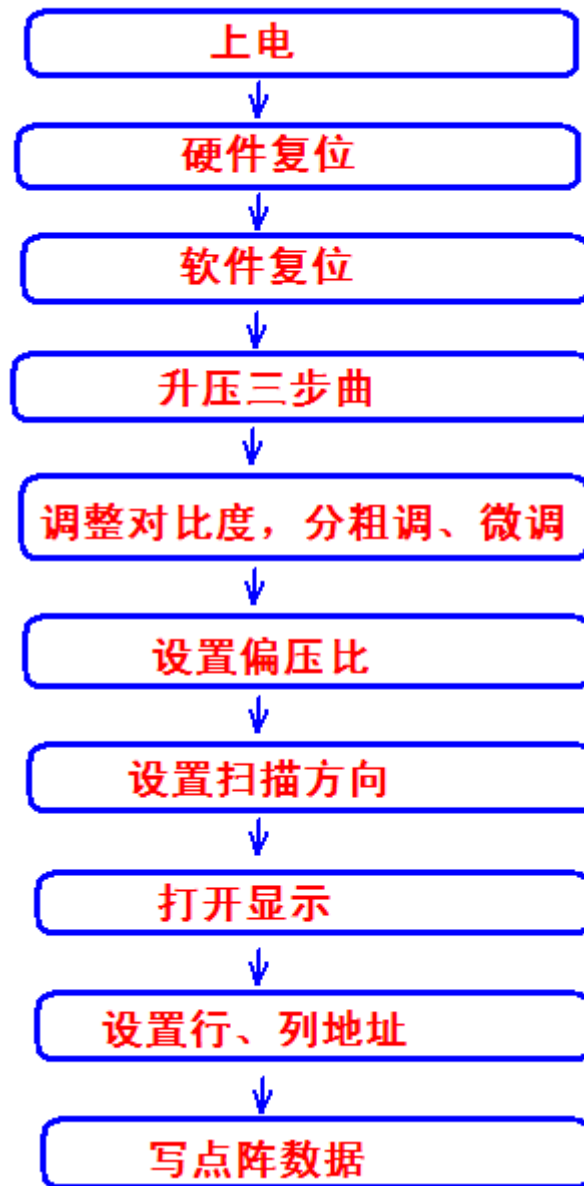 上电
硬件复位
软件复位
升压三步曲
调整对比度，分粗调、微调
设置偏压比
设置扫描方向
打开显示
设置行、列地址
写点阵数据